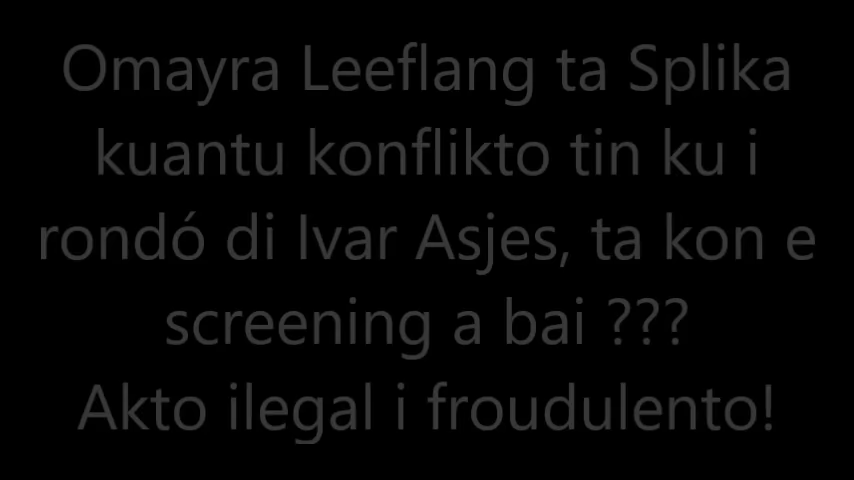 Omayra Leeflang ta Splika
kuantu konflikto tin ku i
rondó di Ivar Asjes, ta kon e
screening a bai ???
Akto ilegal i froudulento!